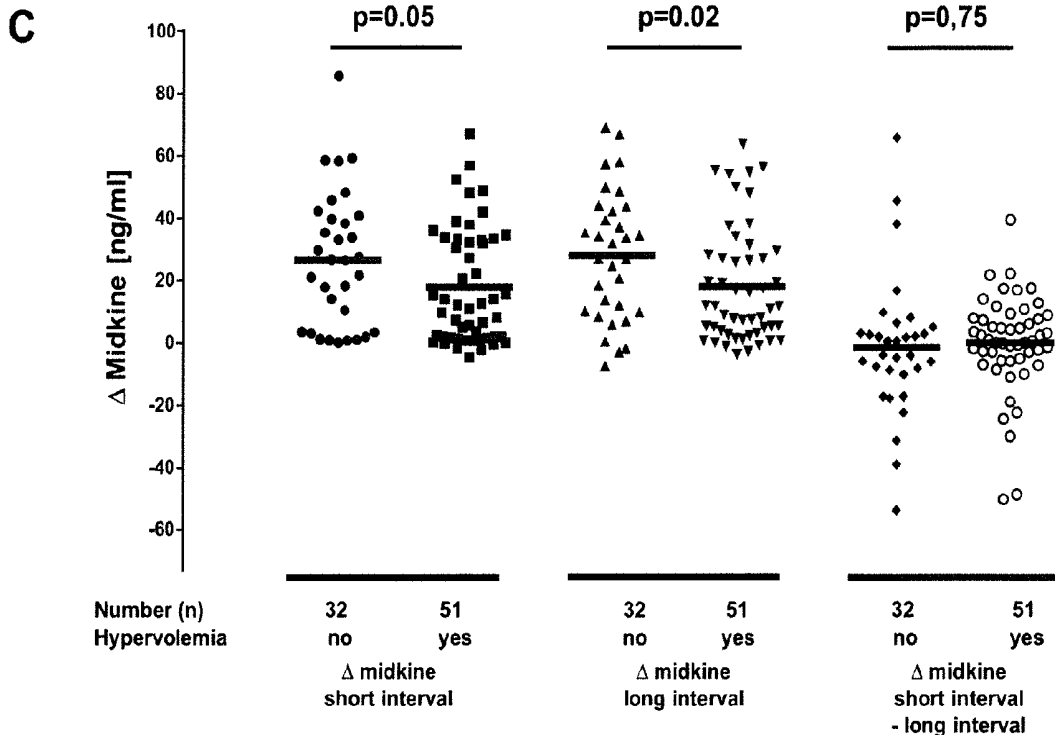 C
p=0.05 p=0.02 p=0,75
100
80
60
40
20
0
-20
-40
-60
Δ Midkine [ng/ml]
Number (n) 32 51 32 51 32 51
Hypervolemia no yes no yes no yes
Δ midkine Δ midkine Δ midkine
short interval long interval short interval
- long interval